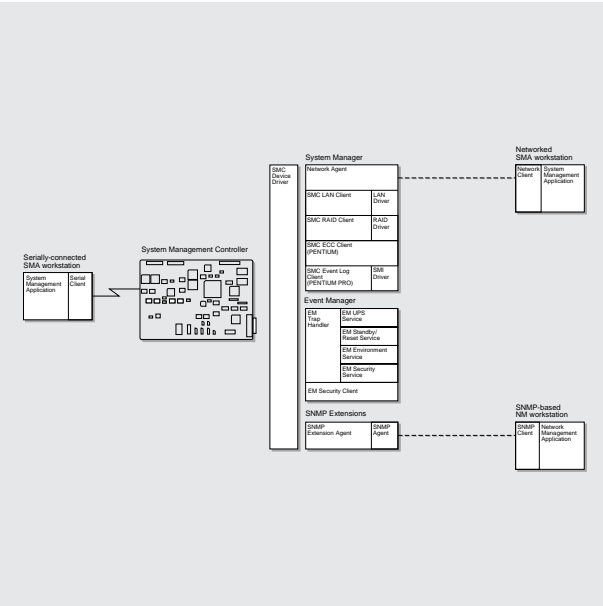 Serially-connected
SMA workstation
System
Management
Application
Serial
Client
System Management Controller
SMC
Device
Driver
System Manager
Network Agent
SMC LAN Client
LAN
Driver
SMC RAID Client
RAID
Driver
SMC ECC Client
(PENTIUM)
SMC Event Log
Client
(PENTIUM PRO)
SMI
Driver
Event Manager
EM
Trap
Handler
EM UPS
Service
EM Standby/
Reset Service
EM Environment
Service
EM Security
Service
EM Security Client
SNMP Extensions
SNMP
Extension Agent
SNMP
Agent
Networked
SMA workstation
Network
Client
System
Management
Application
SNMP-based
NM workstation
SNMP
Client
Network
Management
Application